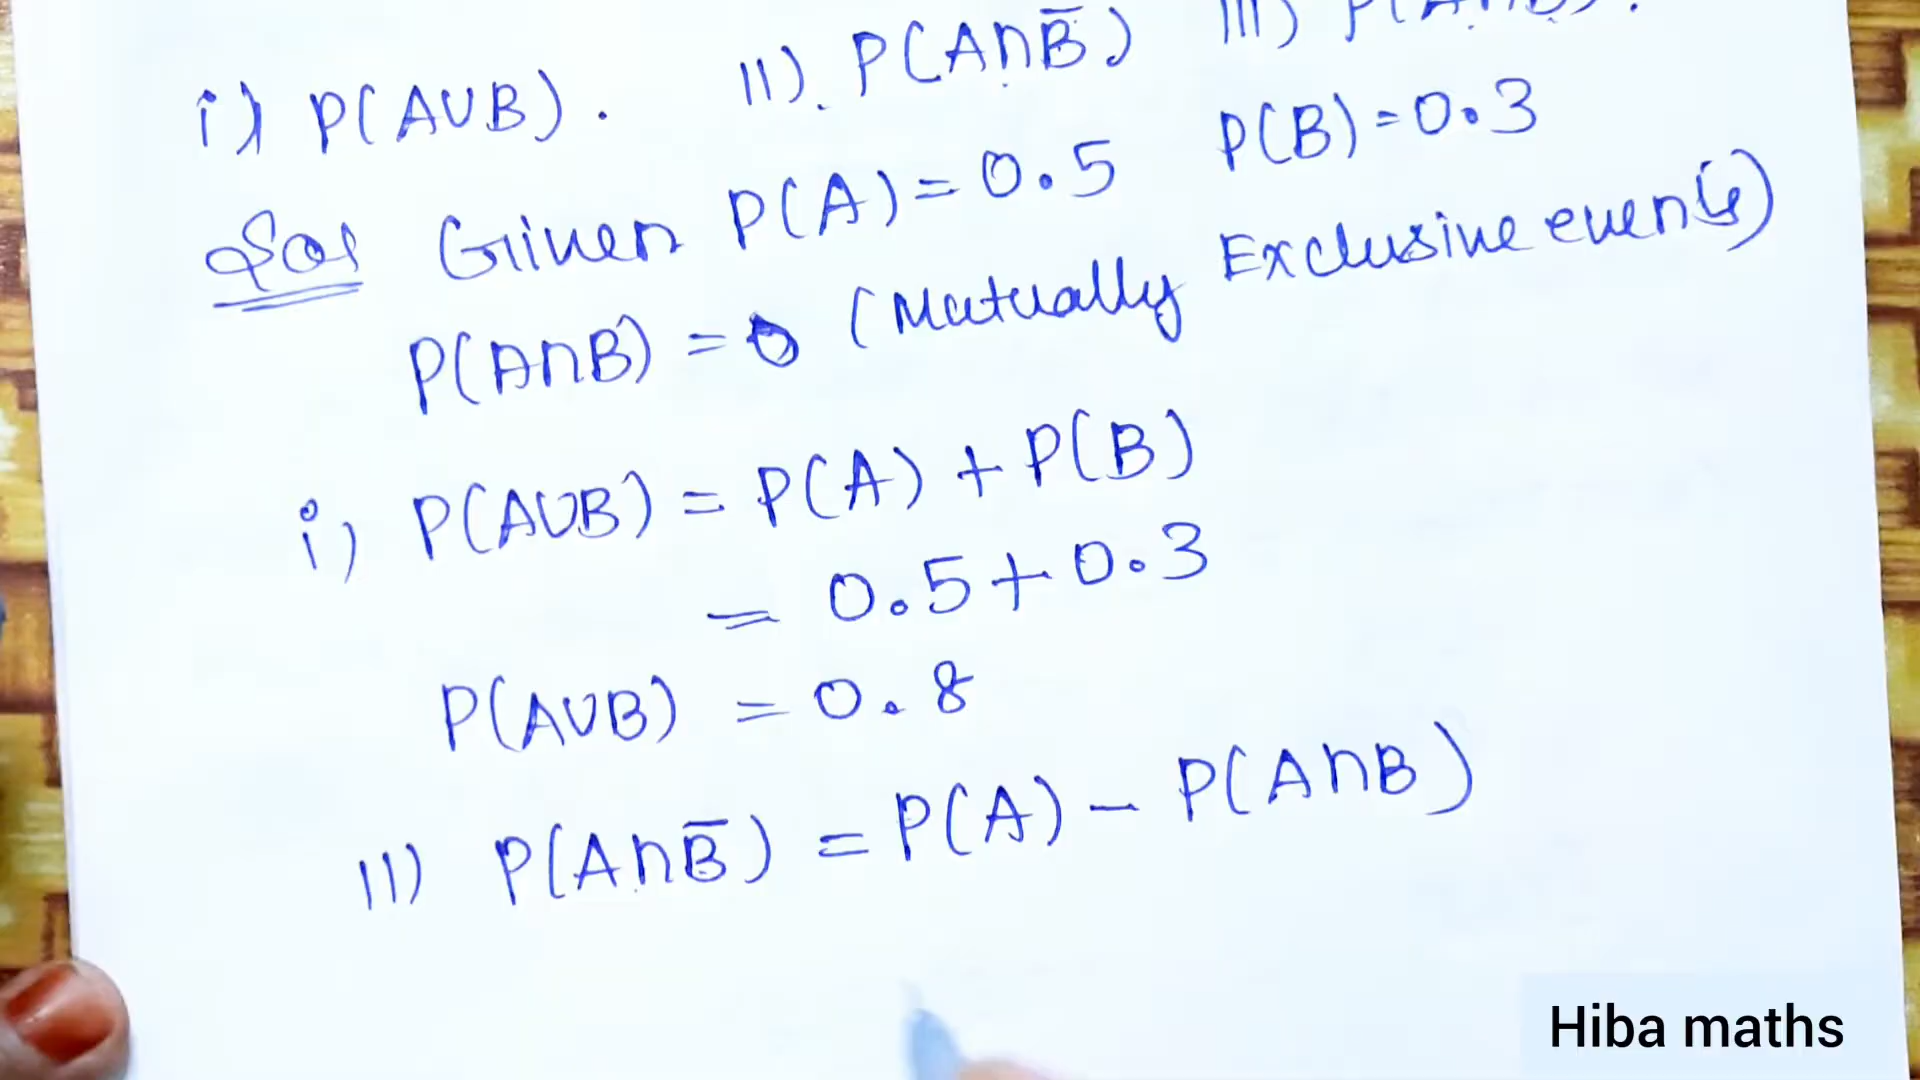 i) P(A∪B). II). P(A∩B̅) III)
Sol Given P(A) = 0.5 P(B) = 0.3
P(A∩B) = 0 (Mutually Exclusive events)
i) P(A∪B) = P(A) + P(B)
= 0.5 + 0.3
P(A∪B) = 0.8
II) P(A∩B̅) = P(A) - P(A∩B)
Hiba maths